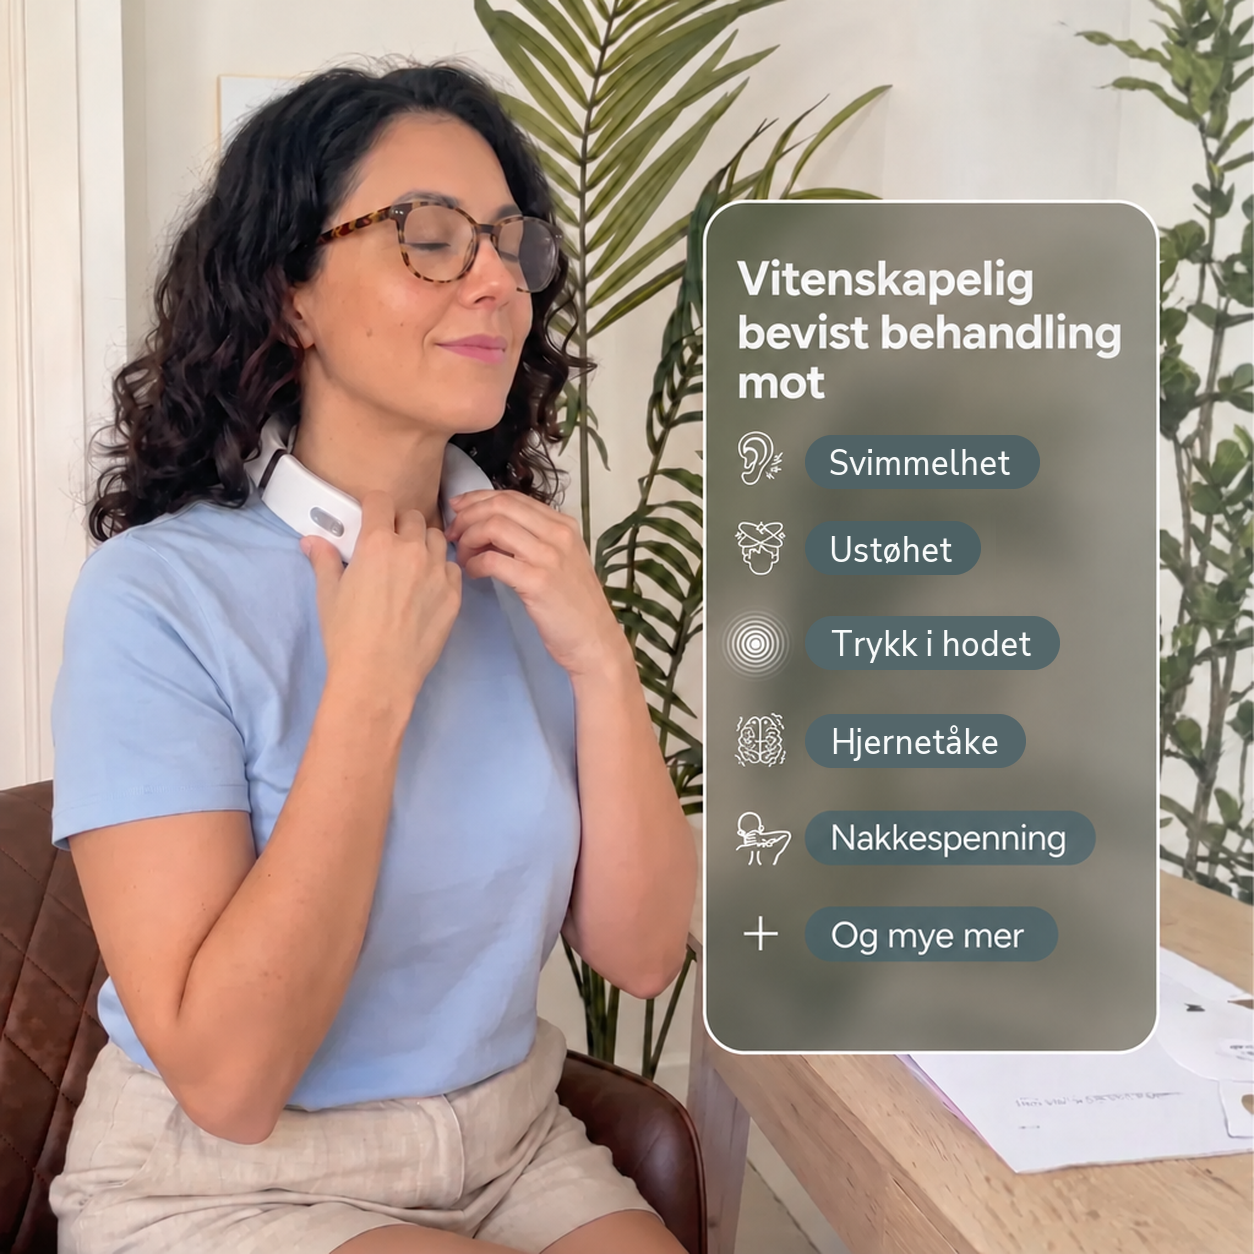 Vitenskapelig
bevist behandling
mot
Svimmelhet
Ustøhet
Trykk i hodet
Hjernetåke
Nakkespenning
Og mye mer